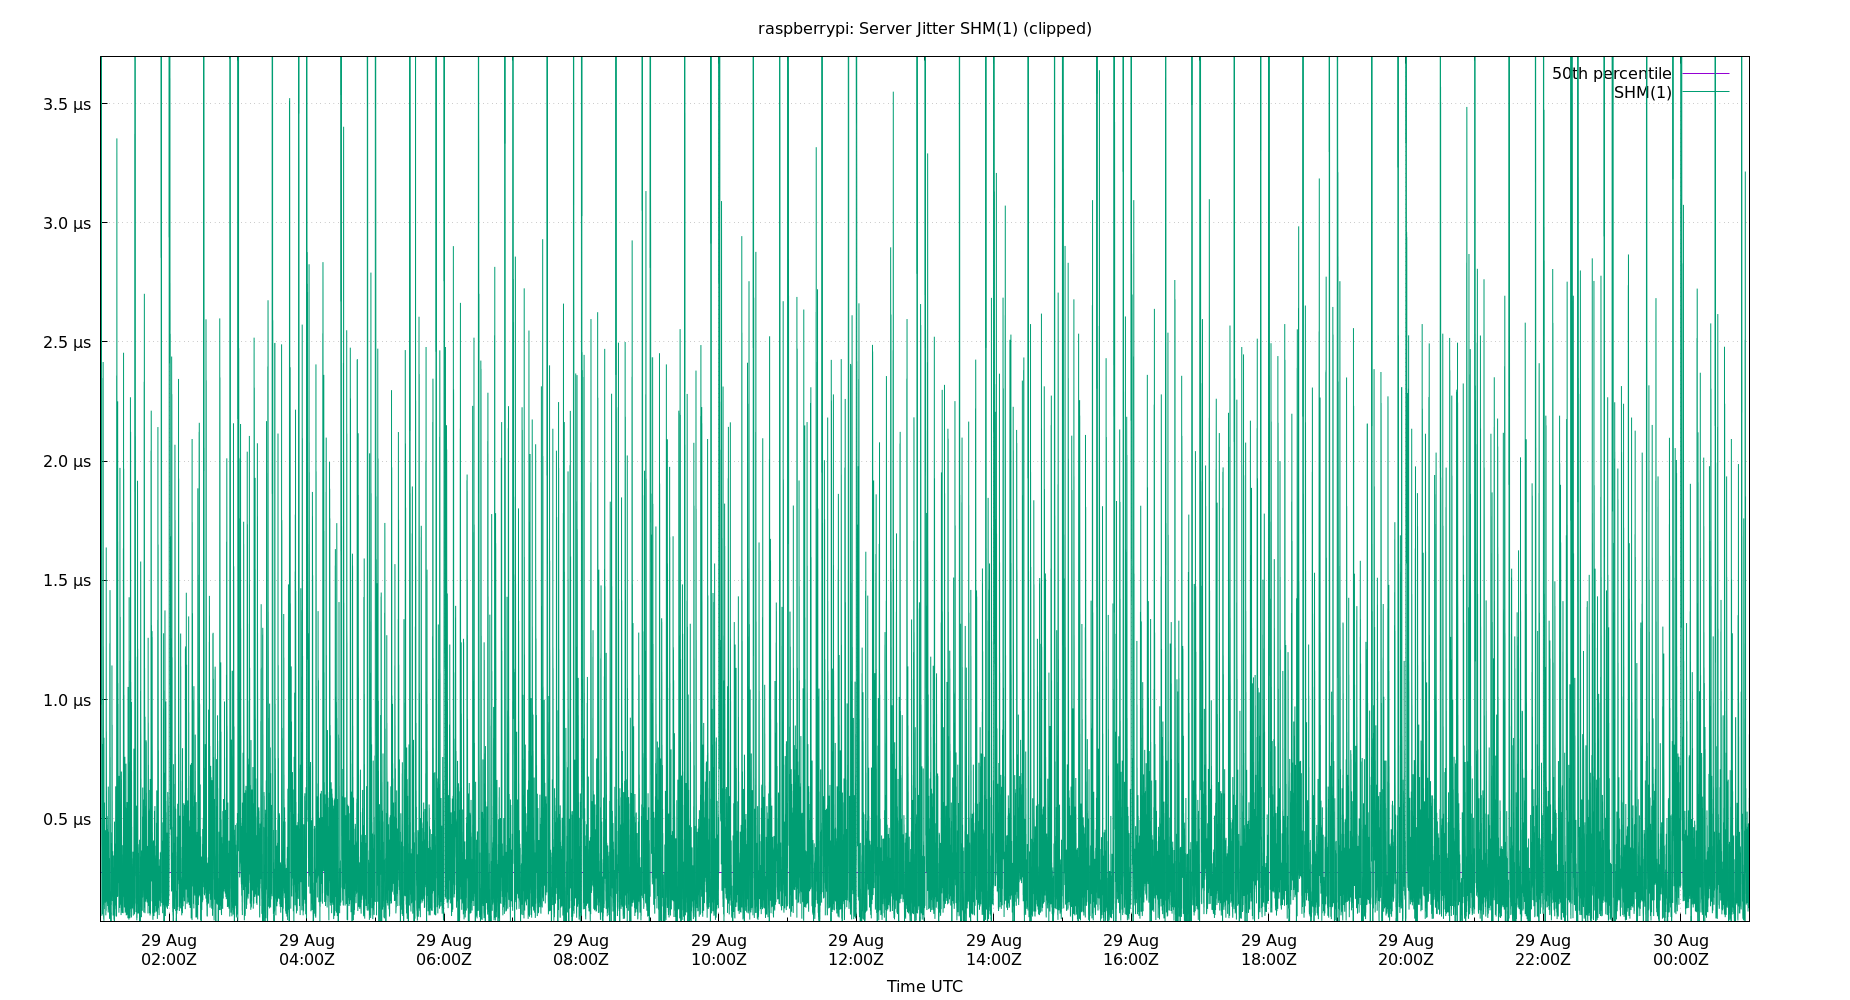 raspberrypi: Server Jitter SHM(1) (clipped)
50th percentile
SHM(1)
3.5 µs
3.0 µs
2.5 µs
2.0 µs
1.5 µs
1.0 µs
0.5 µs
29 Aug 29 Aug 29 Aug 29 Aug 29 Aug 29 Aug 29 Aug 29 Aug 29 Aug 29 Aug 29 Aug 30 Aug
02:00Z 04:00Z 06:00Z 08:00Z 10:00Z 12:00Z 14:00Z 16:00Z 18:00Z 20:00Z 22:00Z 00:00Z
Time UTC